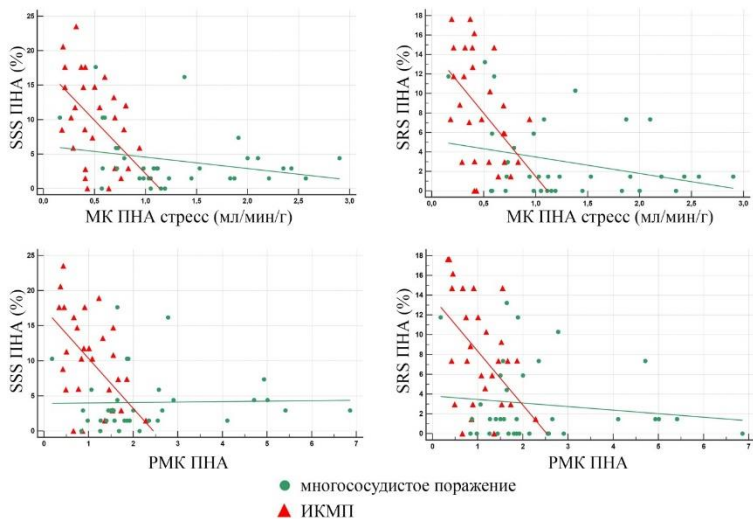 SSS ПНА (%)
25
20
15
10
5
0
0 0,5 1,0 1,5 2,0 2,5 3,0
МК ПНА стресс (мл/мин/г)
SRS ПНА (%)
18
16
14
12
10
8
6
4
2
0
0 0,5 1,0 1,5 2,0 2,5 3,0
МК ПНА стресс (мл/мин/г)
SSS ПНА (%)
25
20
15
10
5
0
0 1 2 3 4 5 6 7
РМК ПНА
SRS ПНА (%)
18
16
14
12
10
8
6
4
2
0
0 1 2 3 4 5 6 7
РМК ПНА
многососудистое поражение
ИКМП